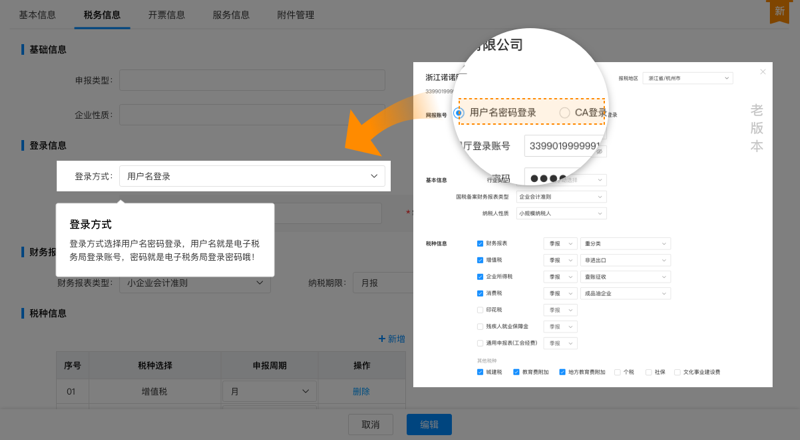 基本信息 税务信息 开票信息 服务信息 附件管理
新
基础信息
申报类型：
企业性质：
登录信息
登录方式： 用户名登录
登录方式
登录方式选择用户名密码登录，用户名就是电子税
务局登录账号，密码就是电子税务局登录密码哦！
财务报
财务报表类型： 小企业会计准则 纳税期限： 月报
税种信息
+ 新增
序号 税种选择 申报周期 操作
01 增值税 月 删除
取消 编辑
限公司
浙江诺诺
报税地区 浙江省/杭州市
3399019
网报账号
用户名密码登录 CA登录
登录
厅登录账号 3399019999991
密码
老版本
基本信息
国税备案财务报表类型 企业会计准则
纳税人性质 小规模纳税人
税种信息 财务报表 季报 重分类
增值税 季报 非进出口
企业所得税 季报 查账征收
消费税 季报 成品油企业
印花税 季报
残疾人就业保障金 季报
通用申报表(工会经费) 季报
其他税种
城建税 教育费附加 地方教育费附加 个税 社保 文化事业建设费